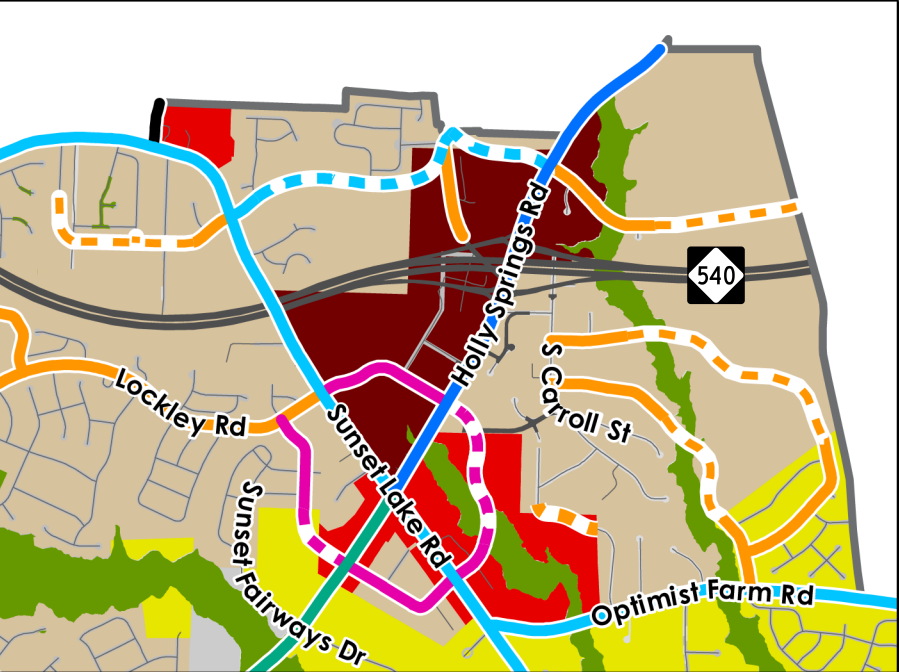 Holly Springs Rd
540
S Carroll St
Lockley Rd
Sunset Lake Rd
Sunset Fairways Dr
Optimist Farm Rd